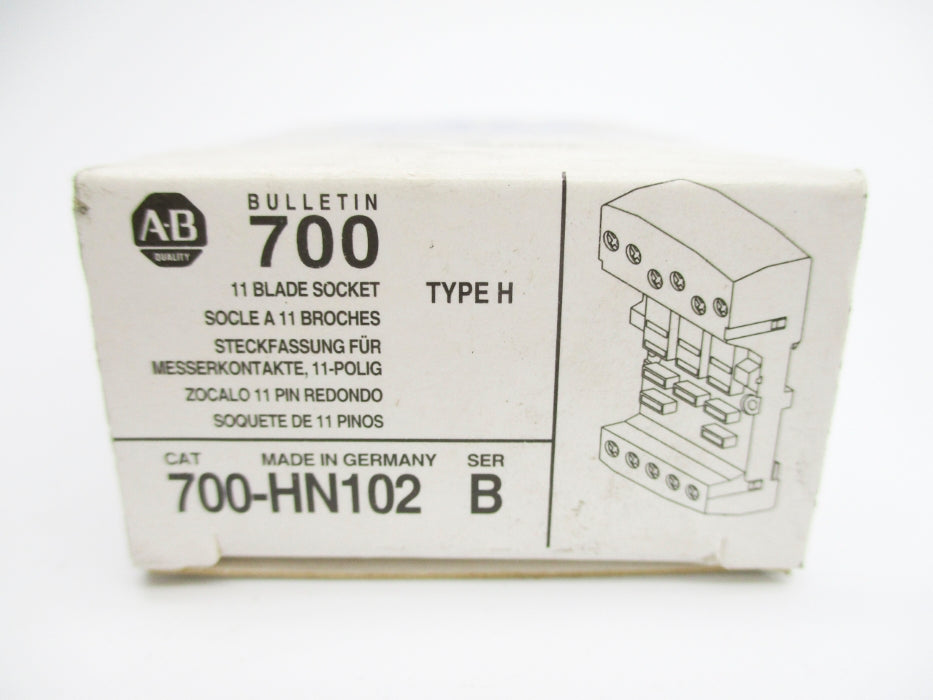 A-B
QUALITY
BULLETIN
700
11 BLADE SOCKET
TYPE H
SOCLE A 11 BROCHES
STECKFASSUNG FÜR
MESSERKONTAKTE, 11-POLIG
ZOCALO 11 PIN REDONDO
SOQUETE DE 11 PINOS
CAT MADE IN GERMANY SER
700-HN102 B